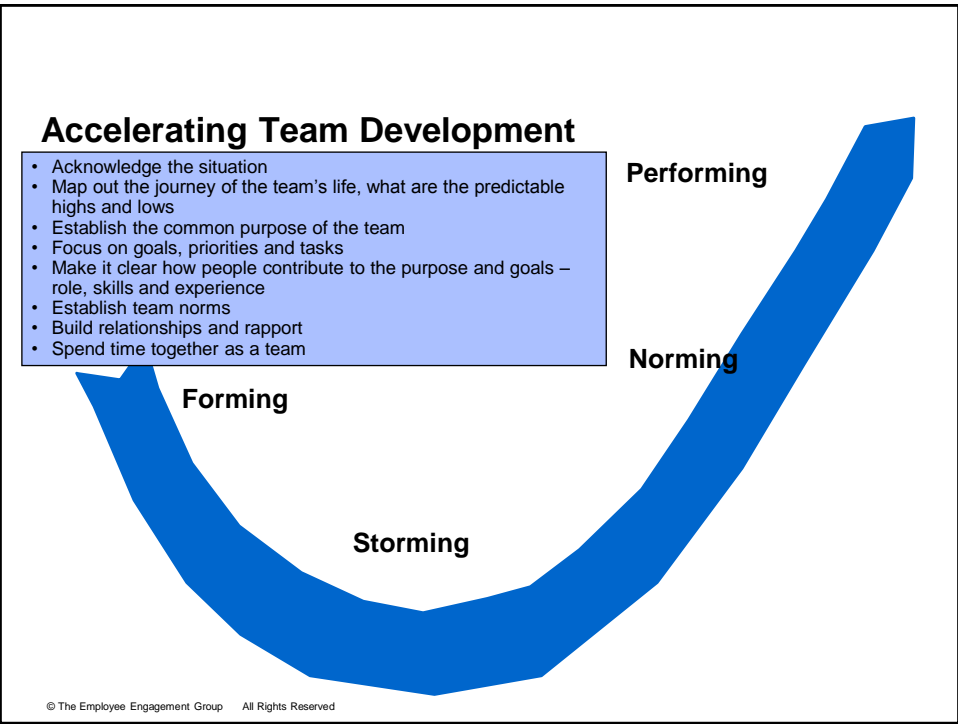 Accelerating Team Development
• Acknowledge the situation
• Map out the journey of the team's life, what are the predictable
highs and lows
• Establish the common purpose of the team
• Focus on goals, priorities and tasks
• Make it clear how people contribute to the purpose and goals –
role, skills and experience
• Establish team norms
• Build relationships and rapport
• Spend time together as a team
Performing
Norming
Forming
Storming
© The Employee Engagement Group All Rights Reserved